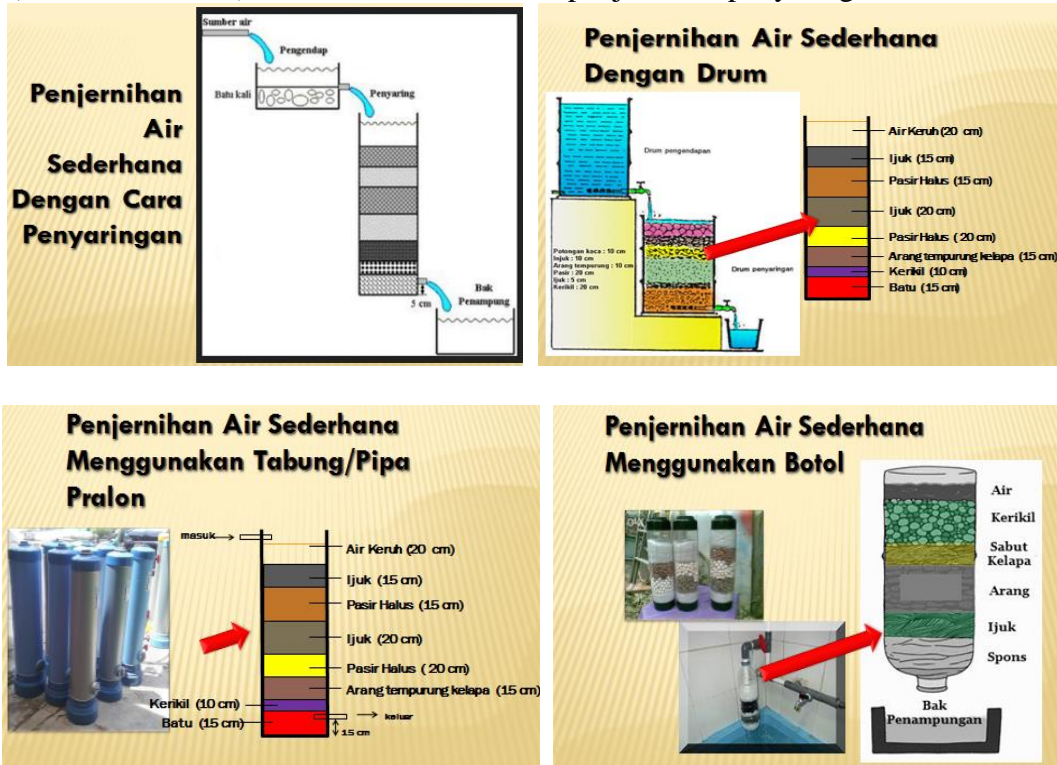 Penjernihan
Air
Sederhana
Dengan Cara
Penyaringan
Sumber air
Pengendap
Batu kali
Penyaring
5 cm
Bak
Penampung
Penjernihan Air Sederhana
Dengan Drum
Drum pengendapan
Potongan kaca : 10 cm
Injuk : 10 cm
Arang tempurung : 10 cm
Pasir : 20 cm
Ijuk : 5 cm
Kerikil : 20 cm
Drum penyaringan
Air Keruh (20 cm)
Ijuk (15 cm)
Pasir Halus (15 cm)
Ijuk (20 cm)
Pasir Halus ( 20 cm)
Arang tempurung kelapa (15 cm)
Kerikil (10 cm)
Batu (15 cm)
Penjernihan Air Sederhana
Menggunakan Tabung/Pipa
Pralon
masuk
Air Keruh (20 cm)
Ijuk (15 cm)
Pasir Halus (15 cm)
Ijuk (20 cm)
Pasir Halus ( 20 cm)
Arang tempurung kelapa (15 cm)
Kerikil (10 cm)
Batu (15 cm)
keluar
15 cm
Penjernihan Air Sederhana
Menggunakan Botol
Air
Kerikil
Sabut
Kelapa
Arang
Ijuk
Spons
Bak
Penampungan